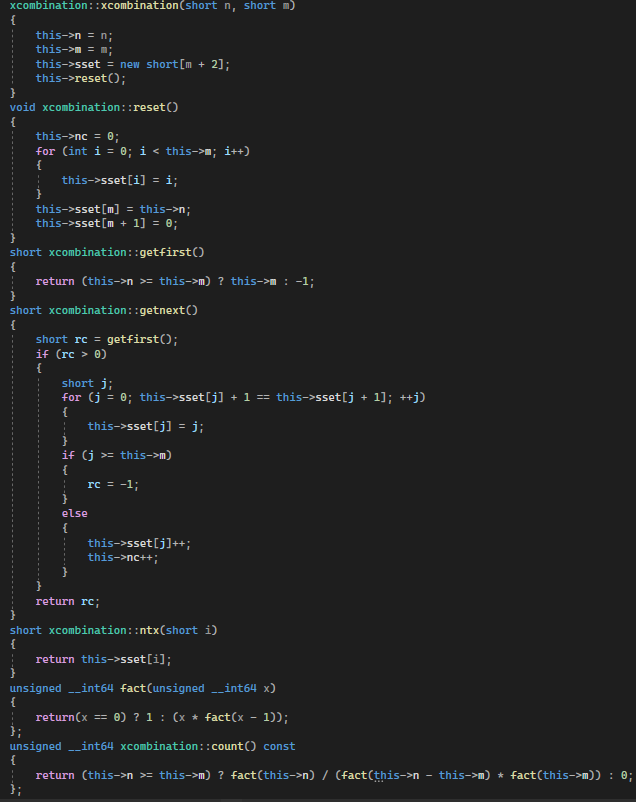 xcombination::xcombination(short n, short m)
{
this->n = n;
this->m = m;
this->sset = new short[m + 2];
this->reset();
}
void xcombination::reset()
{
this->nc = 0;
for (int i = 0; i < this->m; i++)
{
this->sset[i] = i;
}
this->sset[m] = this->n;
this->sset[m + 1] = 0;
}
short xcombination::getfirst()
{
return (this->n >= this->m) ? this->m : -1;
}
short xcombination::getnext()
{
short rc = getfirst();
if (rc > 0)
{
short j;
for (j = 0; this->sset[j] + 1 == this->sset[j + 1]; ++j)
{
this->sset[j] = j;
}
if (j >= this->m)
{
rc = -1;
}
else
{
this->sset[j]++;
this->nc++;
}
}
return rc;
}
short xcombination::ntx(short i)
{
return this->sset[i];
}
unsigned __int64 fact(unsigned __int64 x)
{
return(x == 0) ? 1 : (x * fact(x - 1));
};
unsigned __int64 xcombination::count() const
{
return (this->n >= this->m) ? fact(this->n) / (fact(this->n - this->m) * fact(this->m)) : 0;
};